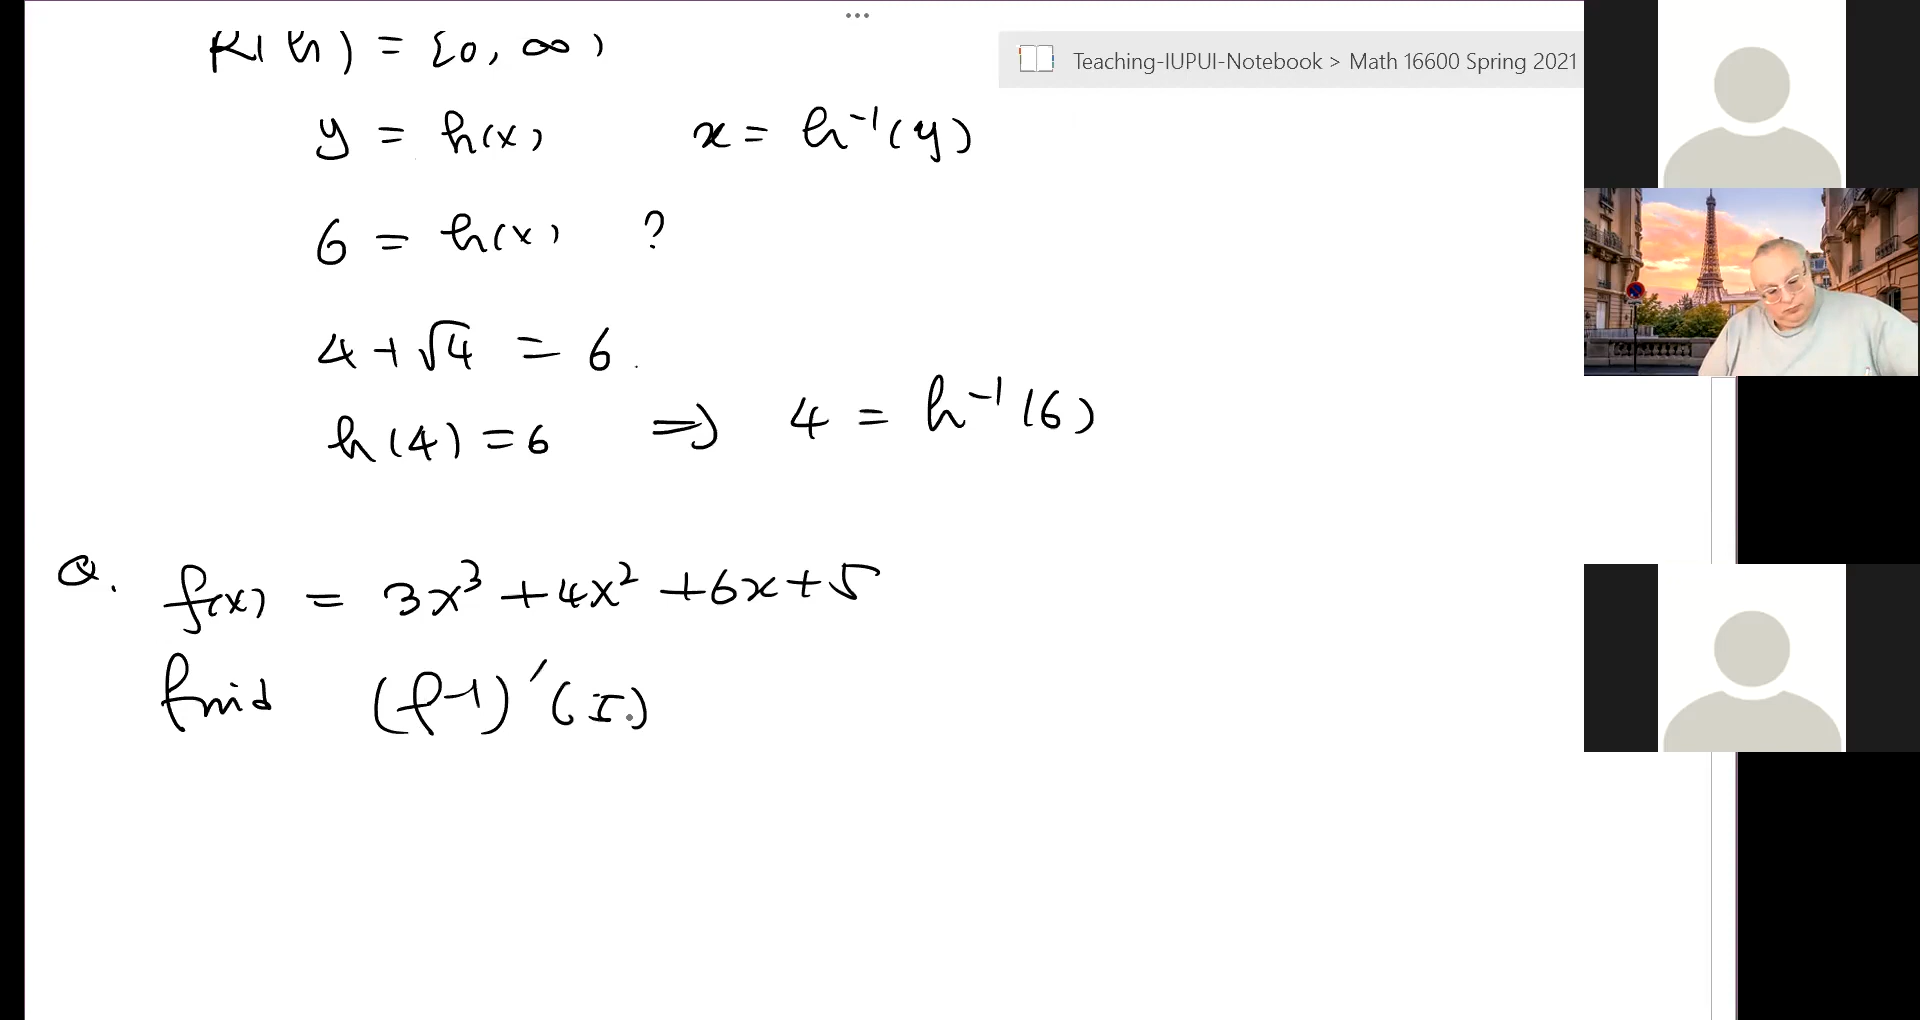 R(h) = [0, ∞)
Teaching-IUPUI-Notebook > Math 16600 Spring 2021
y = h(x)    x = h⁻¹(y)
6 = h(x) ?
4 + √4 = 6.
h(4) = 6 ⇒ 4 = h⁻¹(6)
Q. f(x) = 3x³ + 4x² + 6x + 5
find (f⁻¹)'(5)